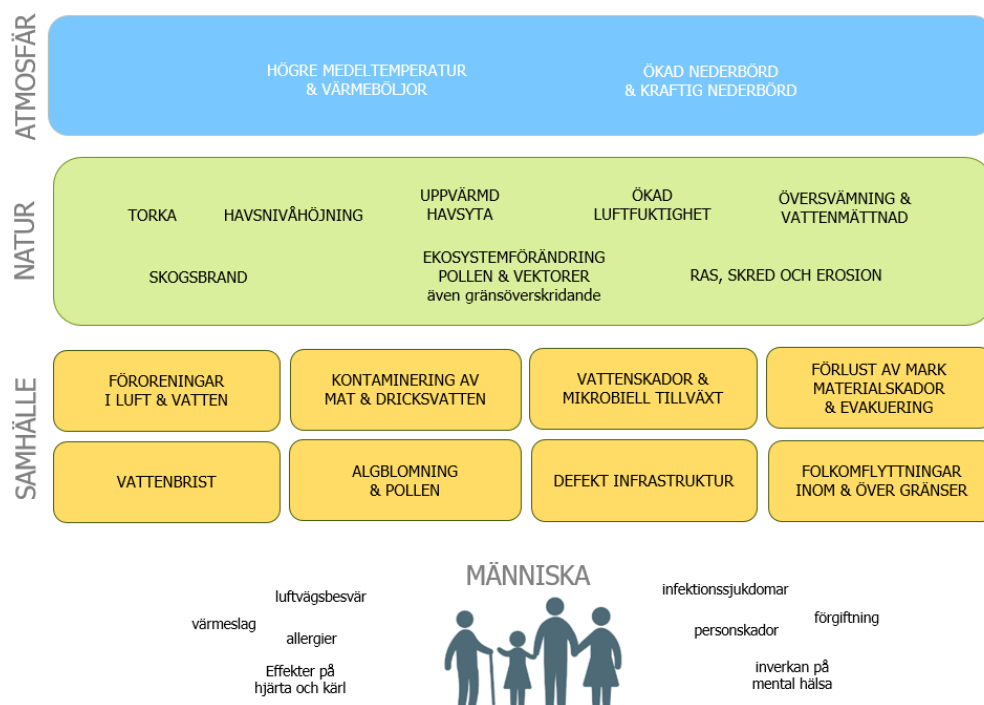 ATMOSFÄR
HÖGRE MEDELTEMPERATUR
& VÄRMEBÖLJOR
ÖKAD NEDERBÖRD
& KRAFTIG NEDERBÖRD
NATUR
TORKA
HAVSNIVÅHÖJNING
UPPVÄRMD
HAVSYTA
ÖKAD
LUFTFUKTIGHET
ÖVERSVÄMNING &
VATTENMÄTTNAD
SKOGSBRAND
EKOSYSTEMFÖRÄNDRING
POLLEN & VEKTORER
även gränsöverskridande
RAS, SKRED OCH EROSION
SAMHÄLLE
FÖRORENINGAR
I LUFT & VATTEN
KONTAMINERING AV
MAT & DRICKSVATTEN
VATTENSKADOR &
MIKROBIELL TILLVÄXT
FÖRLUST AV MARK
MATERIALSKADOR
& EVAKUERING
VATTENBRIST
ALGBLOMNING
& POLLEN
DEFEKT INFRASTRUKTUR
FOLKOMFLYTTNINGAR
INOM & ÖVER GRÄNSER
MÄNNISKA
luftvägsbesvär
värmeslag
allergier
Effekter på
hjärta och kärl
infektionssjukdomar
förgiftning
personskador
inverkan på
mental hälsa